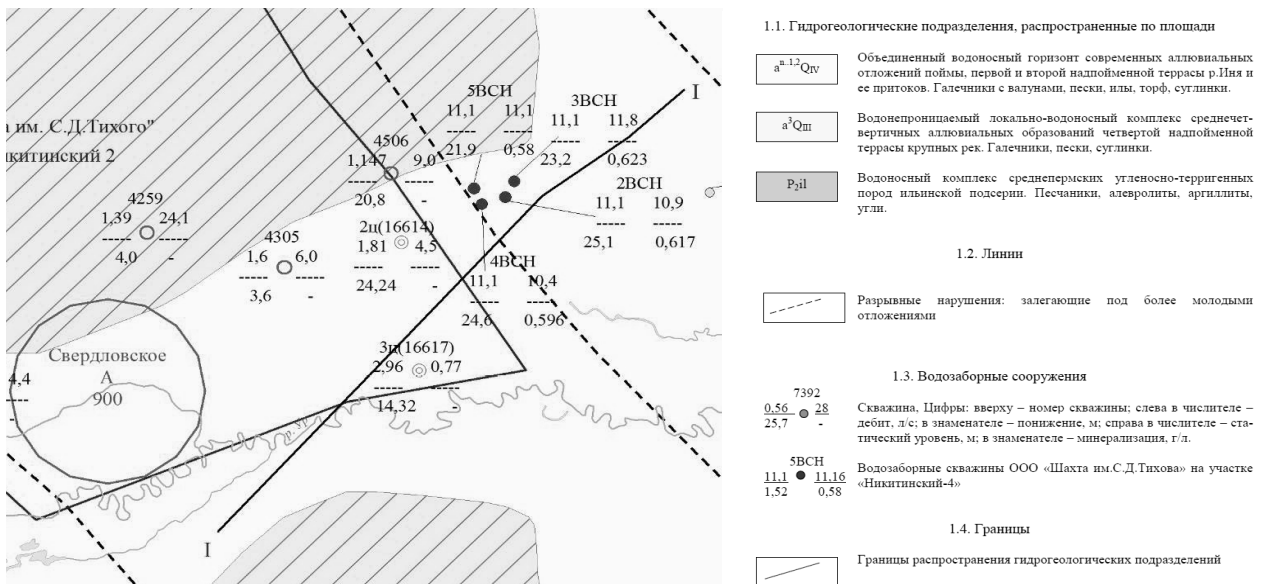 5ВСН
11,1 11,1
21,9 0,58
3ВСН
11,1 11,8
23,2 0,623
I
им. С.Д.Тихого"
икитинский 2
4506
1,147 9,0
20,8 -
2ВСН
11,1 10,9
25,1 0,617
4259
1,39 24,1
4,0 -
4305
1,6 6,0
3,6 -
2ц(16614)
1,81 4,5
24,24 -
4ВСН
11,1 10,4
24,6 0,596
Свердловское
А
900
4,4
-
3ц(16617)
2,96 0,77
14,32 -
I
1.1. Гидрогеологические подразделения, распространенные по площади
aп..1,2QIV
Объединенный водоносный горизонт современных аллювиальных
отложений поймы, первой и второй надпойменной террасы р.Иня и
ее притоков. Галечники с валунами, пески, илы, торф, суглинки.
a3QIII
Водонепроницаемый локально-водоносный комплекс среднечет-
вертичных аллювиальных образований четвертой надпойменной
террасы крупных рек. Галечники, пески, суглинки.
P2il
Водоносный комплекс среднепермских угленосно-терригенных
пород ильинской подсерии. Песчаники, алевролиты, аргиллиты,
угли.
1.2. Линии
Разрывные нарушения: залегающие под более молодыми
отложениями
1.3. Водозаборные сооружения
7392
0,56 28
25,7 -
Скважина, Цифры: вверху – номер скважины; слева в числителе –
дебит, л/с; в знаменателе – понижение, м; справа в числителе – ста-
тический уровень, м; в знаменателе – минерализация, г/л.
5ВСН
11,1 11,16
1,52 0,58
Водозаборные скважины ООО «Шахта им.С.Д.Тихова» на участке
«Никитинский-4»
1.4. Границы
Границы распространения гидрогеологических подразделений